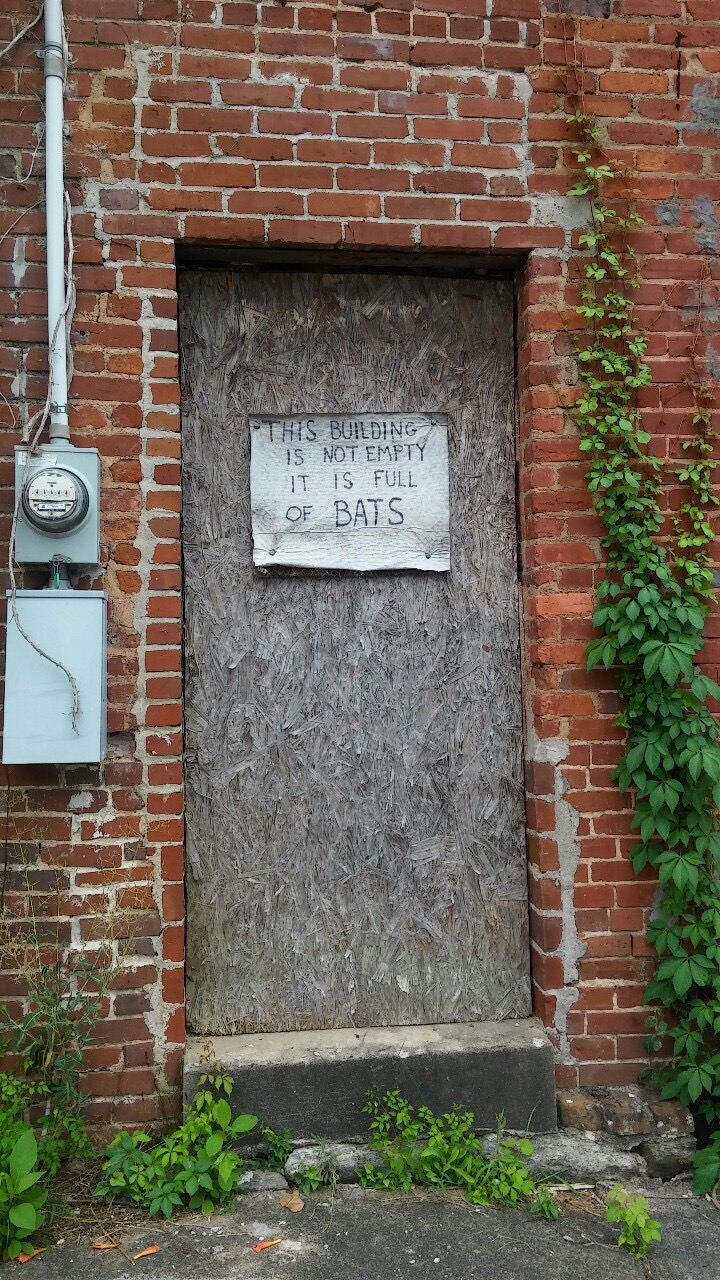 THIS BUILDING
IS NOT EMPTY
IT IS FULL
OF BATS